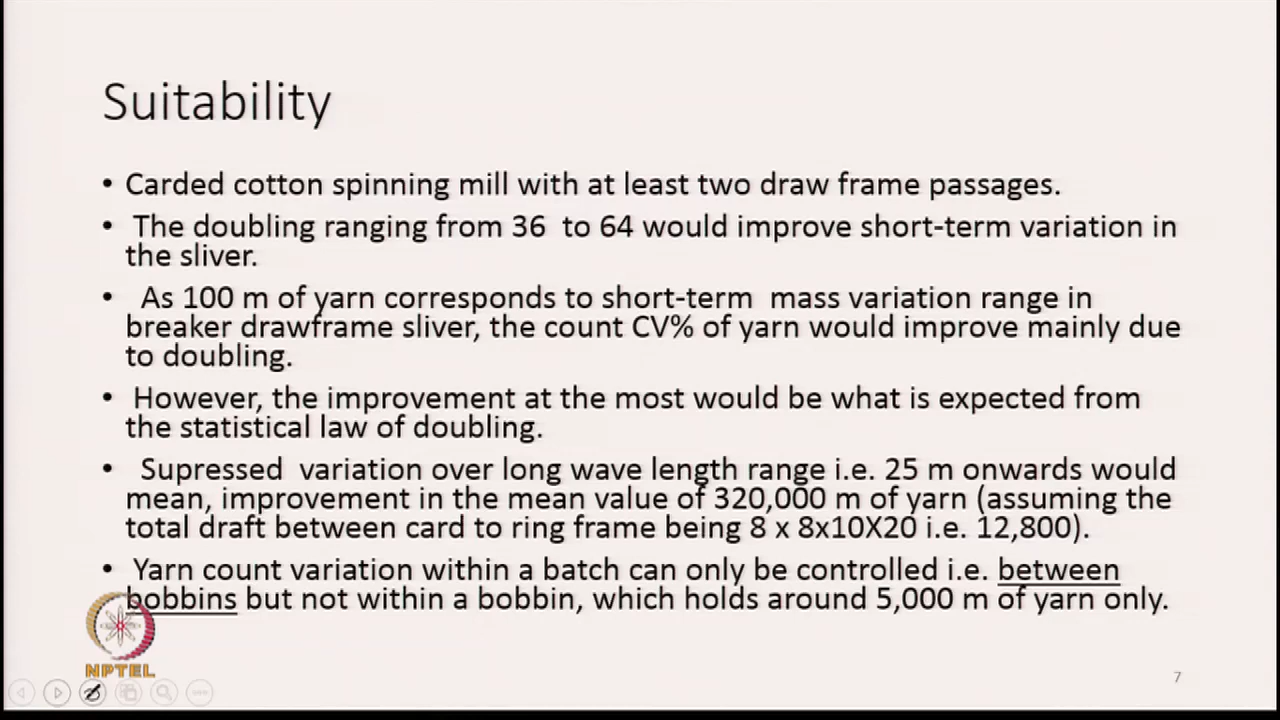 Suitability
• Carded cotton spinning mill with at least two draw frame passages.
• The doubling ranging from 36 to 64 would improve short-term variation in
the sliver.
• As 100 m of yarn corresponds to short-term mass variation range in
breaker drawframe sliver, the count CV% of yarn would improve mainly due
to doubling.
• However, the improvement at the most would be what is expected from
the statistical law of doubling.
• Supressed variation over long wave length range i.e. 25 m onwards would
mean, improvement in the mean value of 320,000 m of yarn (assuming the
total draft between card to ring frame being 8 x 8x10X20 i.e. 12,800).
• Yarn count variation within a batch can only be controlled i.e. between
bobbins but not within a bobbin, which holds around 5,000 m of yarn only.
NPTEL
7